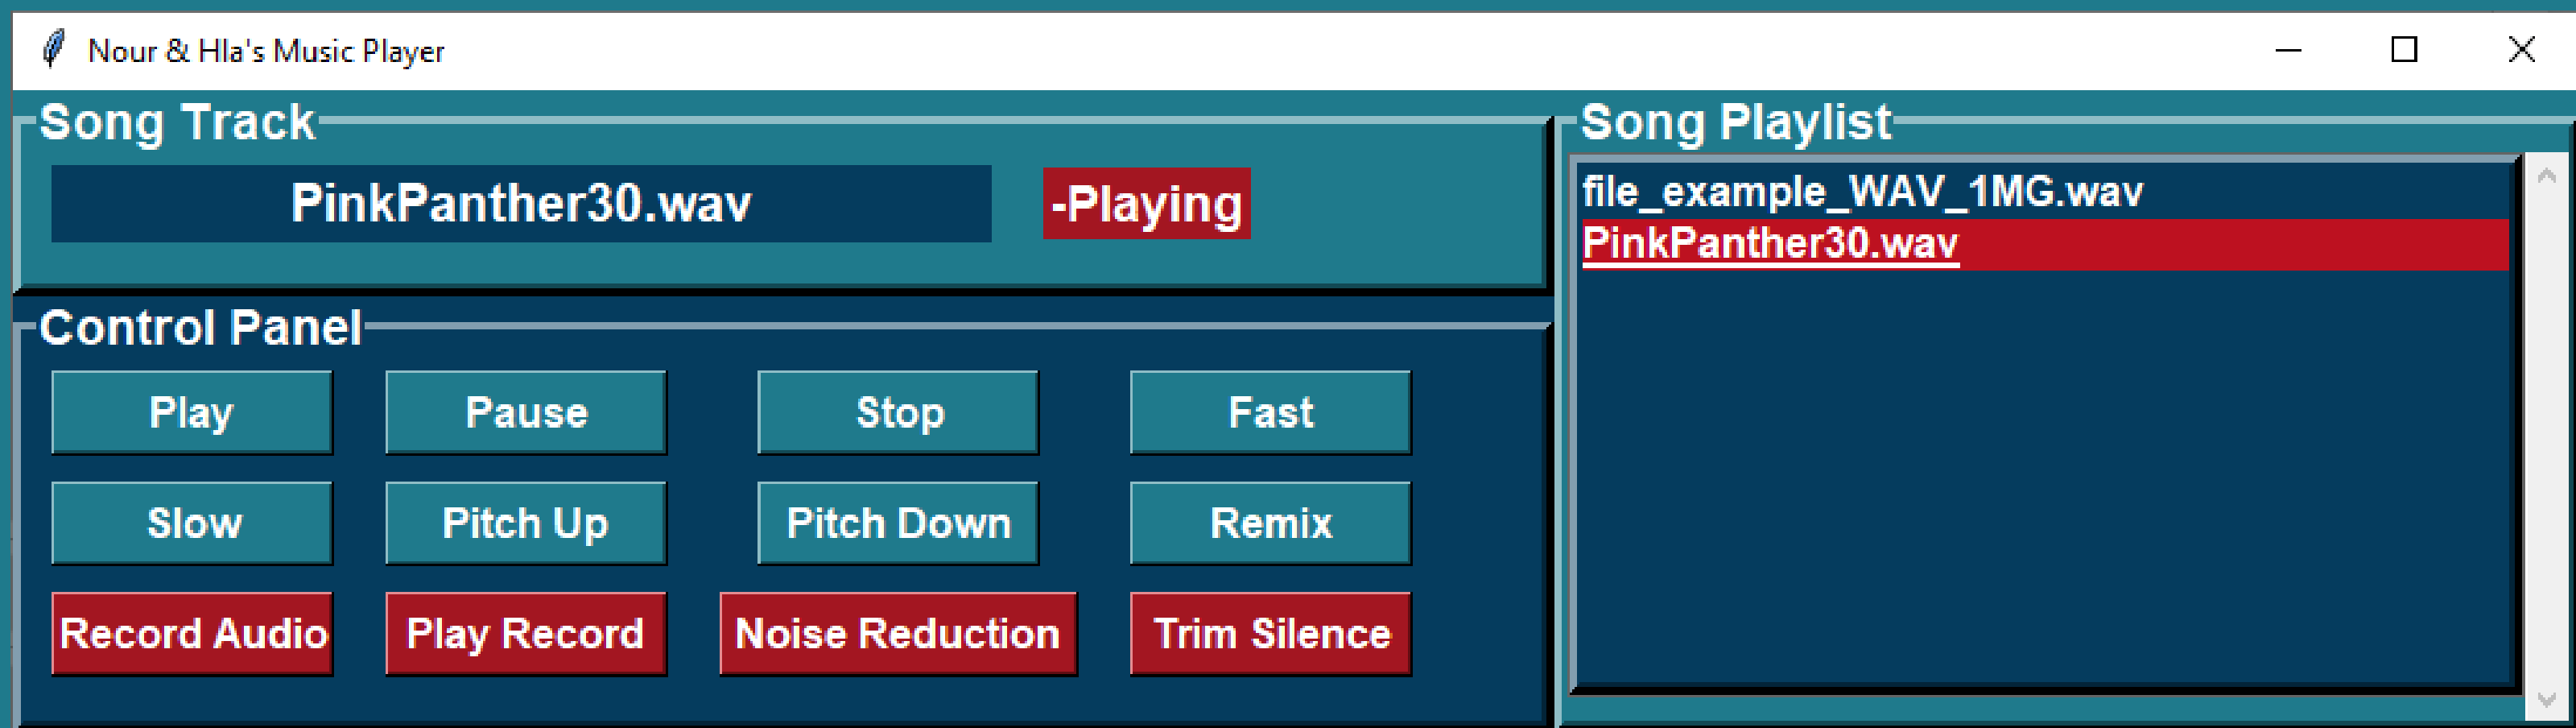 Nour & Hla's Music Player
Song Track
PinkPanther30.wav -Playing
Control Panel
Play Pause Stop Fast
Slow Pitch Up Pitch Down Remix
Record Audio Play Record Noise Reduction Trim Silence
Song Playlist
file_example_WAV_1MG.wav
PinkPanther30.wav